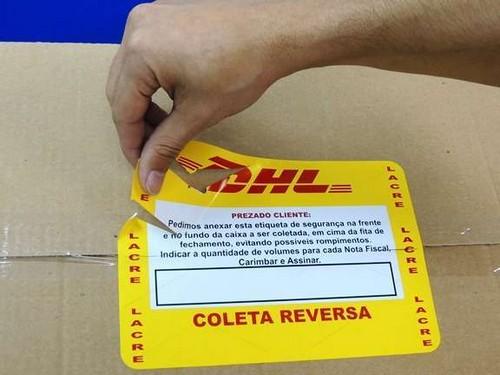 DHL
PREZADO CLIENTE:
Pedimos anexar esta etiqueta de segurança na frente
e no fundo da caixa a ser coletada, em cima da fita de
fechamento, evitando possiveis rompimentos.
Indicar a quantidade de volumes para cada Nota Fiscal,
Carimbar e Assinar.
COLETA REVERSA
LACRE
LACRE
LACRE
LACRE
LACRE